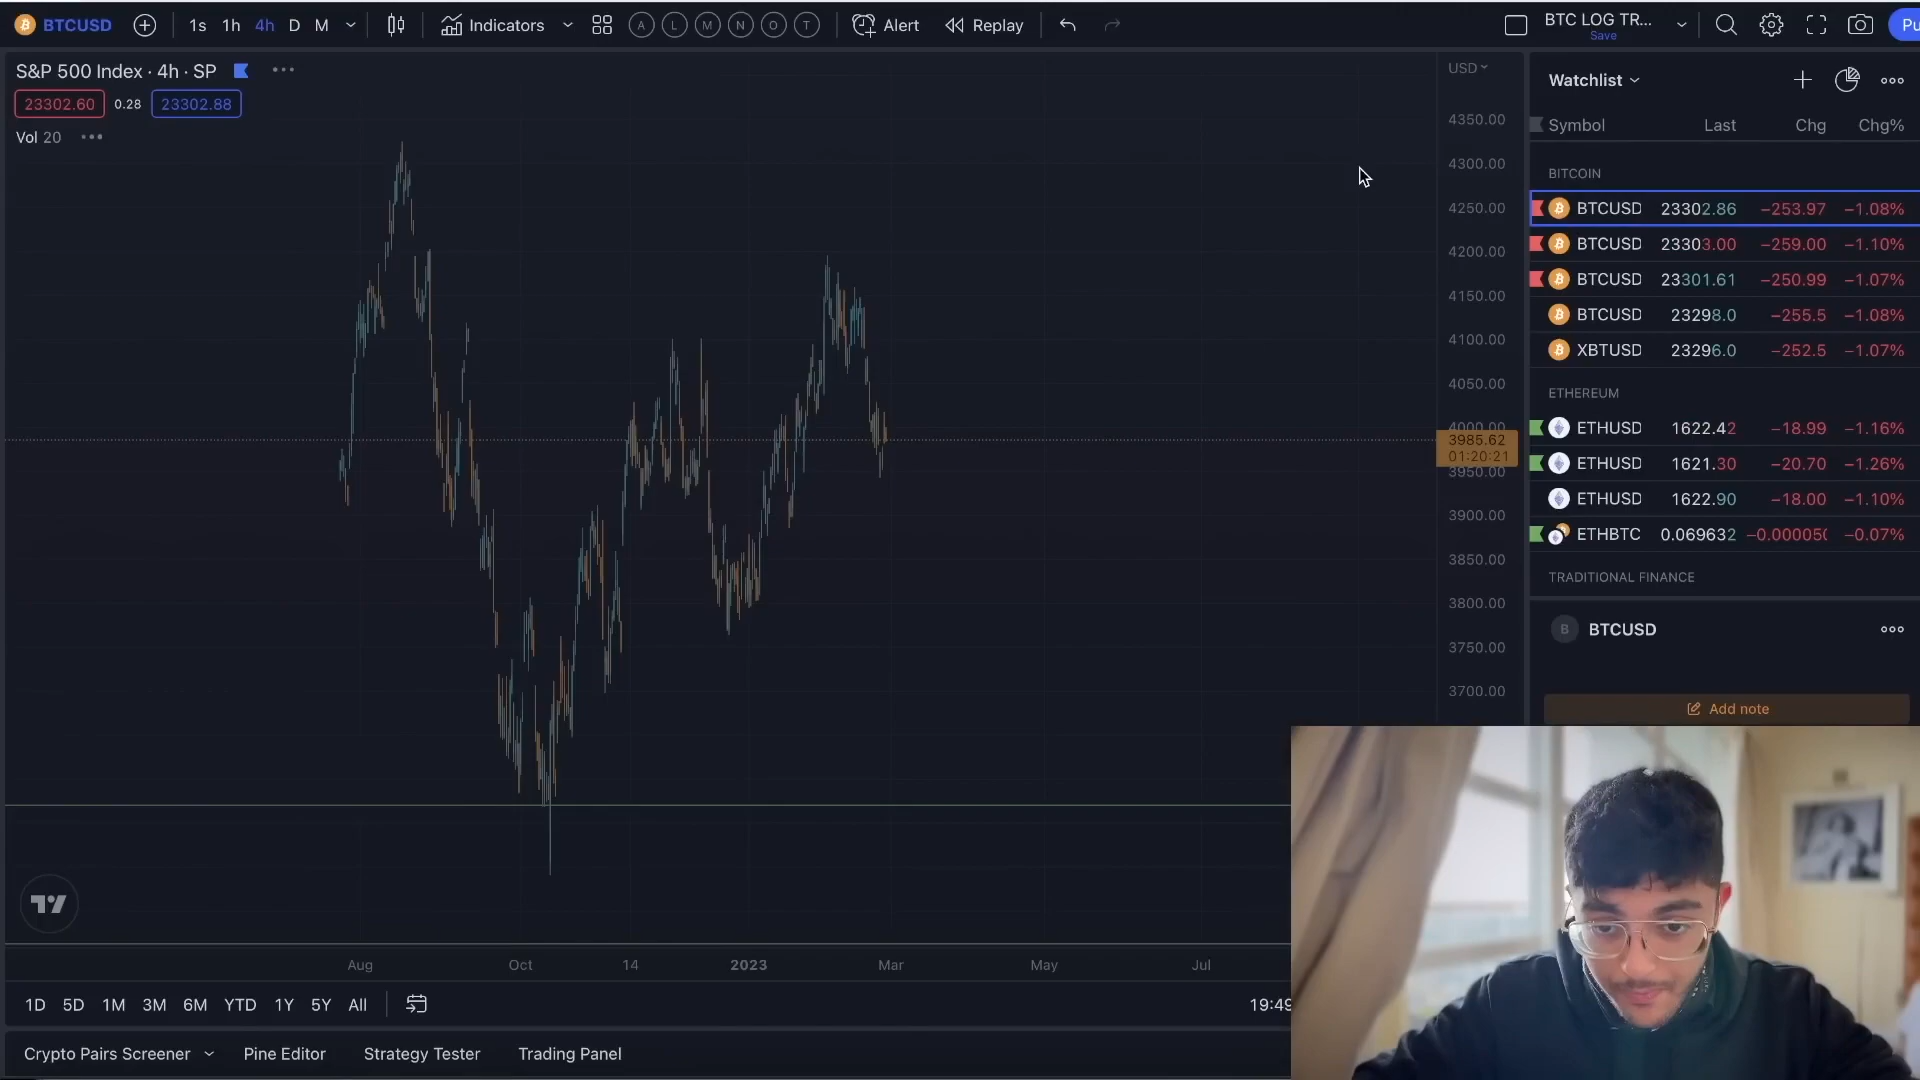 BTCUSD 1s 1h 4h D M Indicators A L M N O T Alert Replay BTC LOG TR... Save Pu
S&P 500 Index · 4h · SP
23302.60 0.28 23302.88
Vol 20
USD
4350.00
4300.00
4250.00
4200.00
4150.00
4100.00
4050.00
4000.00
3985.62
01:20:21
3950.00
3900.00
3850.00
3800.00
3750.00
3700.00
Aug Oct 14 2023 Mar May Jul
1D 5D 1M 3M 6M YTD 1Y 5Y All 19:49
Crypto Pairs Screener Pine Editor Strategy Tester Trading Panel
Watchlist
Symbol Last Chg Chg%
BITCOIN
BTCUSD 23302.86 −253.97 −1.08%
BTCUSD 23303.00 −259.00 −1.10%
BTCUSD 23301.61 −250.99 −1.07%
BTCUSD 23298.0 −255.5 −1.08%
XBTUSD 23296.0 −252.5 −1.07%
ETHEREUM
ETHUSD 1622.42 −18.99 −1.16%
ETHUSD 1621.30 −20.70 −1.26%
ETHUSD 1622.90 −18.00 −1.10%
ETHBTC 0.069632 −0.000050 −0.07%
TRADITIONAL FINANCE
B BTCUSD
Add note